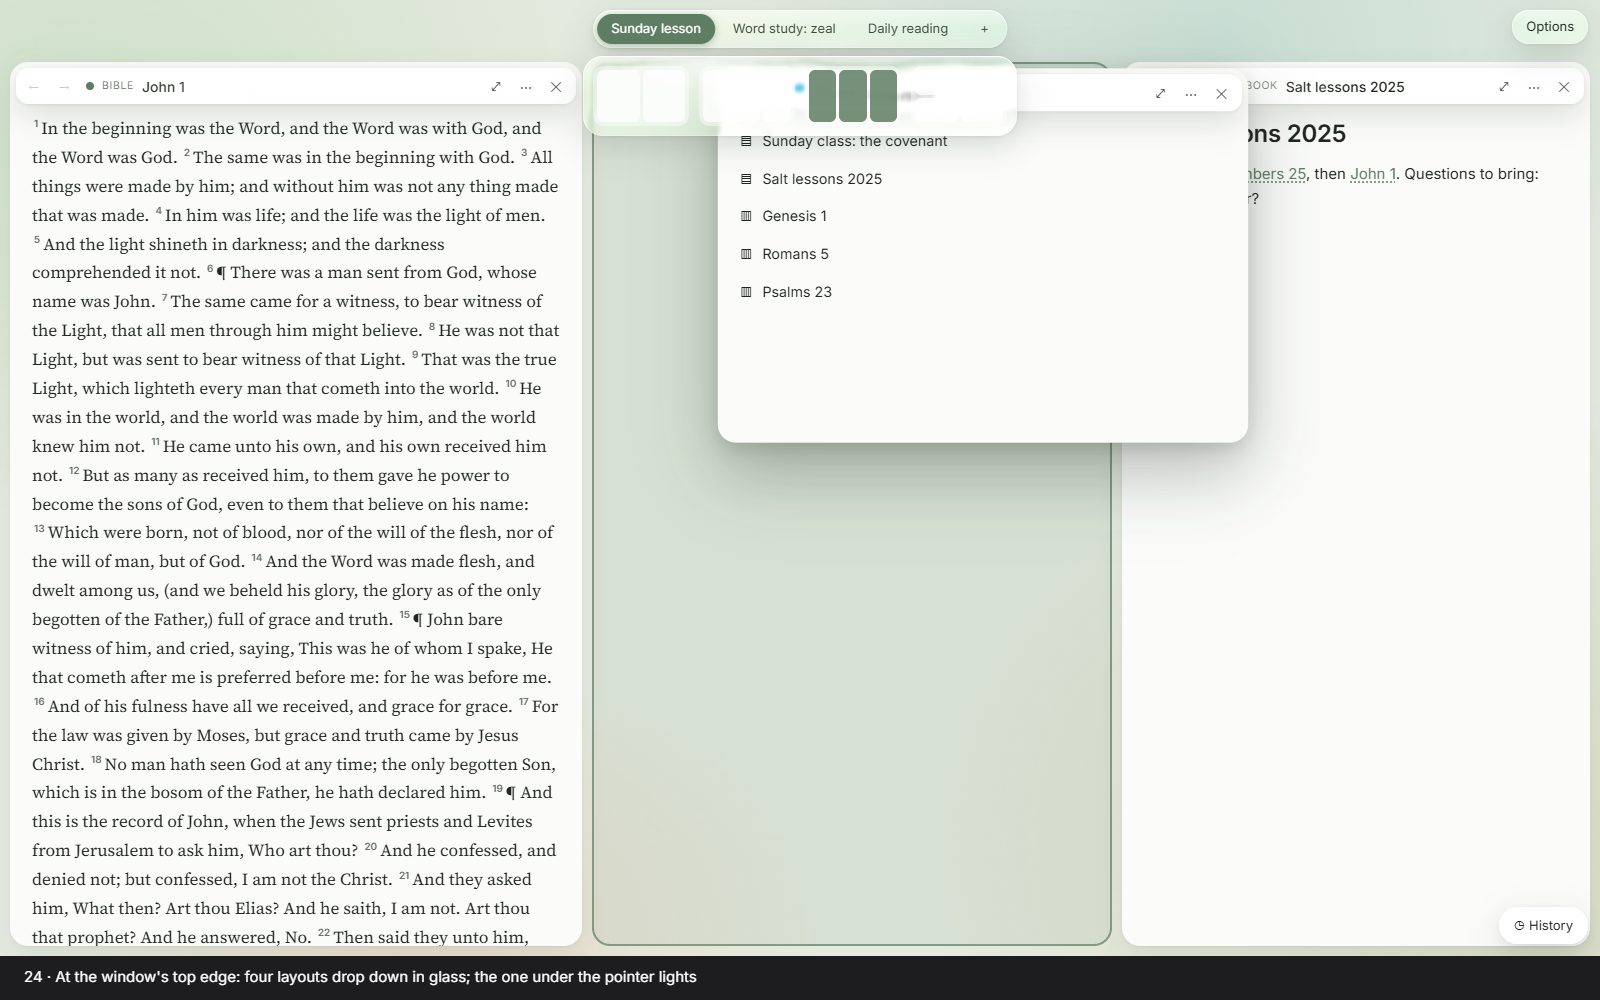 Sunday lesson
Word study: zeal
Daily reading
+
Options
← → BIBLE John 1
1 In the beginning was the Word, and the Word was with God, and
the Word was God. 2 The same was in the beginning with God. 3 All
things were made by him; and without him was not any thing made
that was made. 4 In him was life; and the life was the light of men.
5 And the light shineth in darkness; and the darkness
comprehended it not. 6 ¶ There was a man sent from God, whose
name was John. 7 The same came for a witness, to bear witness of
the Light, that all men through him might believe. 8 He was not that
Light, but was sent to bear witness of that Light. 9 That was the true
Light, which lighteth every man that cometh into the world. 10 He
was in the world, and the world was made by him, and the world
knew him not. 11 He came unto his own, and his own received him
not. 12 But as many as received him, to them gave he power to
become the sons of God, even to them that believe on his name:
13 Which were born, not of blood, nor of the will of the flesh, nor of
the will of man, but of God. 14 And the Word was made flesh, and
dwelt among us, (and we beheld his glory, the glory as of the only
begotten of the Father,) full of grace and truth. 15 ¶ John bare
witness of him, and cried, saying, This was he of whom I spake, He
that cometh after me is preferred before me: for he was before me.
16 And of his fulness have all we received, and grace for grace. 17 For
the law was given by Moses, but grace and truth came by Jesus
Christ. 18 No man hath seen God at any time; the only begotten Son,
which is in the bosom of the Father, he hath declared him. 19 ¶ And
this is the record of John, when the Jews sent priests and Levites
from Jerusalem to ask him, Who art thou? 20 And he confessed, and
denied not; but confessed, I am not the Christ. 21 And they asked
him, What then? Art thou Elias? And he saith, I am not. Art thou
that prophet? And he answered, No. 22 Then said they unto him,
Sunday class: the covenant
Salt lessons 2025
Genesis 1
Romans 5
Psalms 23
BOOK Salt lessons 2025
ons 2025
nbers 25, then John 1. Questions to bring:
r?
History
24 · At the window's top edge: four layouts drop down in glass; the one under the pointer lights